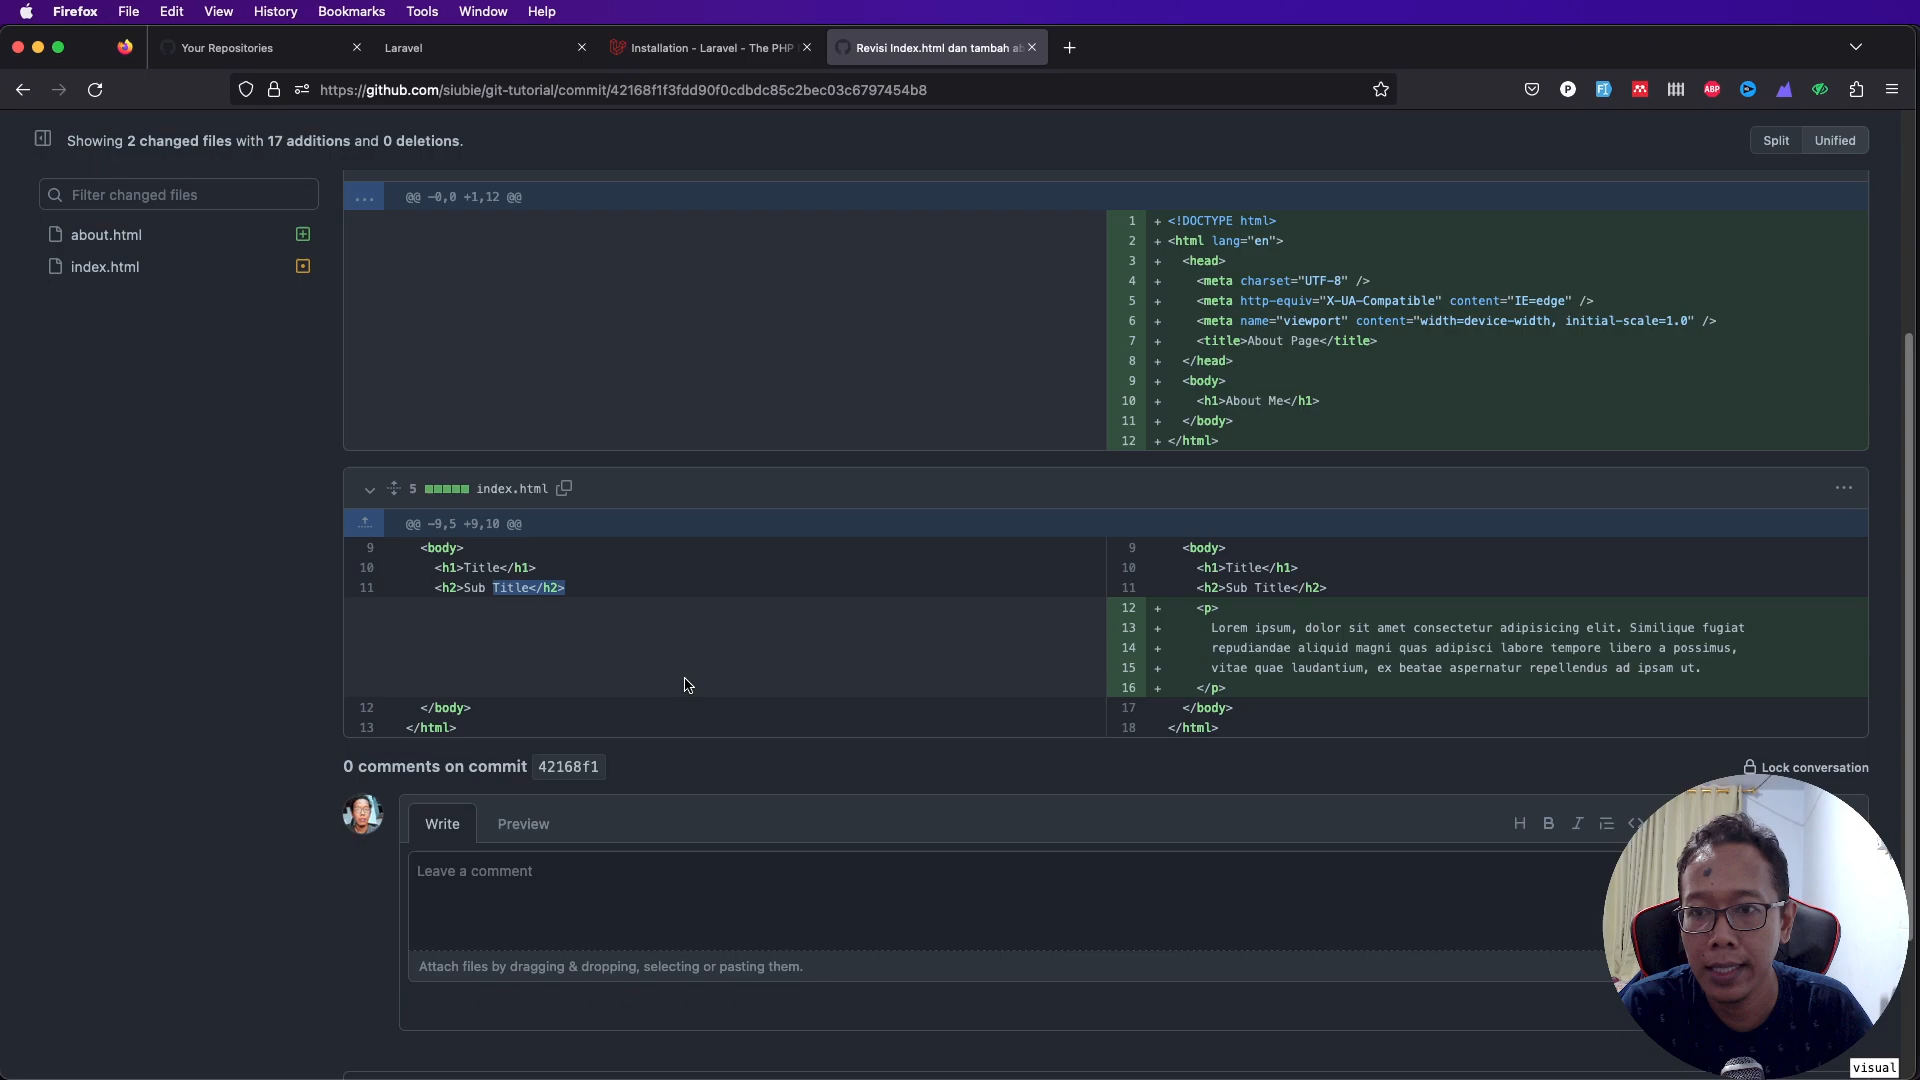 Firefox File Edit View History Bookmarks Tools Window Help
Your Repositories Laravel Installation - Laravel - The PHP Revisi Index.html dan tambah ab
https://github.com/siubie/git-tutorial/commit/42168f1f3fdd90f0cdbdc85c2bec03c6797454b8
Showing 2 changed files with 17 additions and 0 deletions.
Split Unified
Filter changed files
about.html
index.html
... @@ -0,0 +1,12 @@
1 + <!DOCTYPE html>
2 + <html lang="en">
3 + <head>
4 + <meta charset="UTF-8" />
5 + <meta http-equiv="X-UA-Compatible" content="IE=edge" />
6 + <meta name="viewport" content="width=device-width, initial-scale=1.0" />
7 + <title>About Page</title>
8 + </head>
9 + <body>
10 + <h1>About Me</h1>
11 + </body>
12 + </html>
5 index.html
@@ -9,5 +9,10 @@
9 <body> 9 <body>
10 <h1>Title</h1> 10 <h1>Title</h1>
11 <h2>Sub Title</h2> 11 <h2>Sub Title</h2>
12 + <p>
13 + Lorem ipsum, dolor sit amet consectetur adipisicing elit. Similique fugiat
14 + repudiandae aliquid magni quas adipisci labore tempore libero a possimus,
15 + vitae quae laudantium, ex beatae aspernatur repellendus ad ipsam ut.
16 + </p>
12 </body> 17 </body>
13 </html> 18 </html>
0 comments on commit 42168f1
Lock conversation
Write Preview
Leave a comment
Attach files by dragging & dropping, selecting or pasting them.
visual